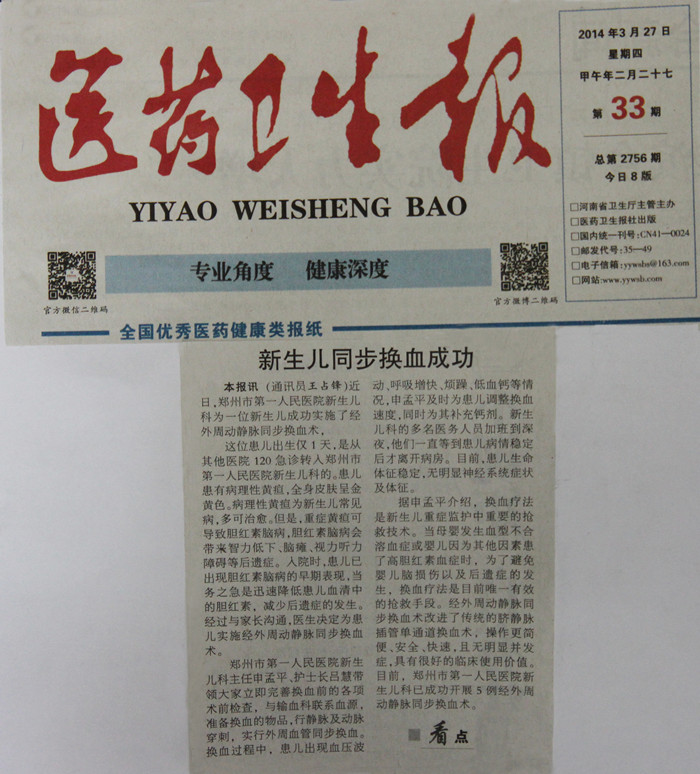 医药卫生报
YIYAO WEISHENG BAO
2014年3月27日
星期四
甲午年二月二十七
第 33 期
总第 2756 期
今日 8 版
□河南省卫生厅主管主办
□医药卫生报社出版
□国内统一刊号:CN41—0024
□邮发代号:35—49
□电子信箱:yywsbs@163.com
□网站:www.yywsb.com
专业角度 健康深度
官方微信二维码
官方微博二维码
全国优秀医药健康类报纸
新生儿同步换血成功
本报讯 (通讯员王占锋)近
日,郑州市第一人民医院新生儿
科为一位新生儿成功实施了经
外周动静脉同步换血术,
这位患儿出生仅 1 天,是从
其他医院 120 急诊转入郑州市
第一人民医院新生儿科的。患儿
患有病理性黄疸,全身皮肤呈金
黄色。病理性黄疸为新生儿常见
病,多可治愈。但是,重症黄疸可
导致胆红素脑病,胆红素脑病会
带来智力低下、脑瘫、视力听力
障碍等后遗症。入院时,患儿已
出现胆红素脑病的早期表现,当
务之急是迅速降低患儿血清中
的胆红素，减少后遗症的发生。
经过与家长沟通,医生决定为患
儿实施经外周动静脉同步换血
术。
郑州市第一人民医院新生
儿科主任申孟平、护士长吕慧带
领大家立即完善换血前的各项
术前检查，与输血科联系血源，
准备换血的物品,行静脉及动脉
穿刺，实行外周血管同步换血。
换血过程中，患儿出现血压波
动、呼吸增快、烦躁、低血钙等情
况,申孟平及时为患儿调整换血
速度,同时为其补充钙剂。新生
儿科的多名医务人员加班到深
夜,他们一直等到患儿病情稳定
后才离开病房。目前,患儿生命
体征稳定,无明显神经系统症状
及体征。
据申孟平介绍，换血疗法
是新生儿重症监护中重要的抢
救技术。当母婴发生血型不合
溶血症或婴儿因为其他因素患
了高胆红素血症时，为了避免
婴儿脑损伤以及后遗症的发
生，换血疗法是目前唯一有效
的抢救手段。经外周动静脉同
步换血术改进了传统的脐静脉
插管单通道换血术，操作更简
便、安全、快速，且无明显并发
症,具有很好的临床使用价值。
目前，郑州市第一人民医院新
生儿科已成功开展 5 例经外周
动静脉同步换血术。
看点